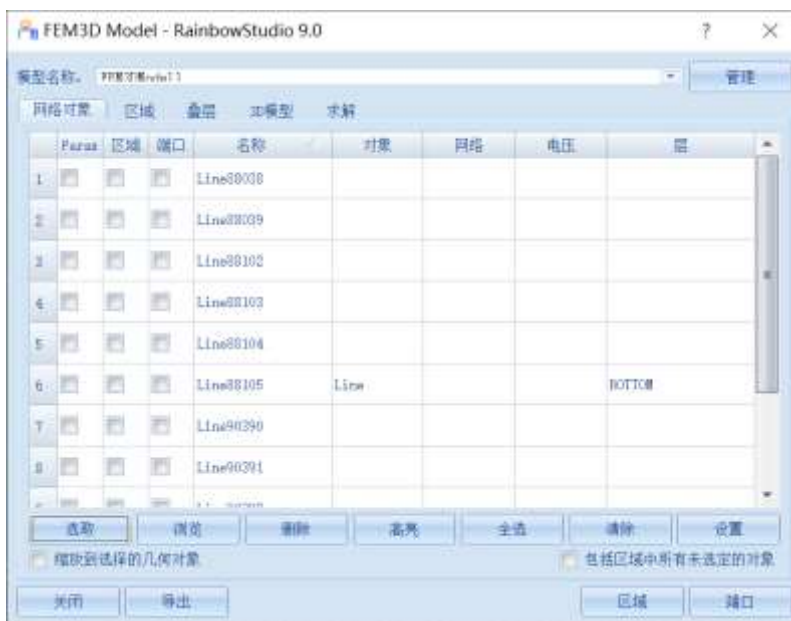 FEM3D Model - RainbowStudio 9.0 ?
模型名称： 管理
网络对象 区域 叠层 3D模型 求解
Param 区域 端口 名称 对象 网络 电压 层
1 Line88038
2 Line88039
3 Line88102
4 Line88103
5 Line88104
6 Line88105 Line BOTTOM
7 Line90390
8 Line90391
选取 浏览 删除 高亮 全选 清除 设置
缩放到选择的几何对象 包括区域中所有未选定的对象
关闭 导出 区域 端口